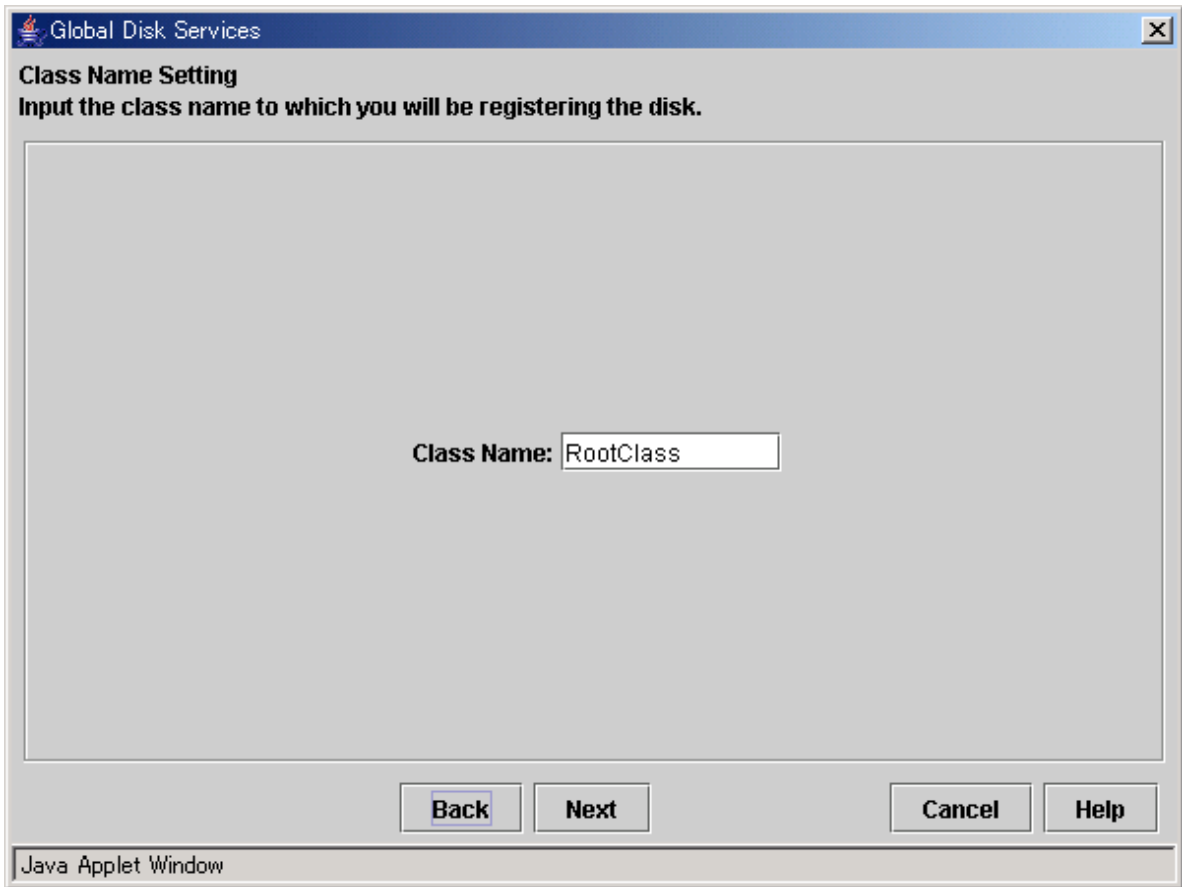 Global Disk Services
Class Name Setting
Input the class name to which you will be registering the disk.
Class Name: RootClass
Back Next Cancel Help
Java Applet Window